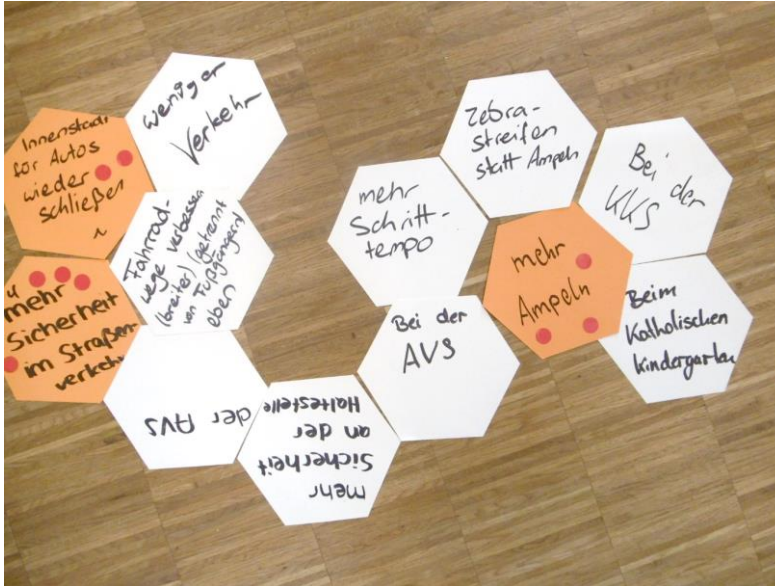 Innenstadt
für Autos
wieder
schließen
weniger
Verkehr
Fahrrad-
wege verbessern
(breiter) (getrennt
von Fußgängern)
oben
mehr
Sicherheit
im Straßen-
verkehr
der AVS
mehr
Sicherheit
an der
Haltestelle
Bei der
AVS
mehr
Schritt-
tempo
Zebra-
streifen
statt Ampeln
mehr
Ampeln
Bei der
KKS
Beim
Katholischen
Kindergarten